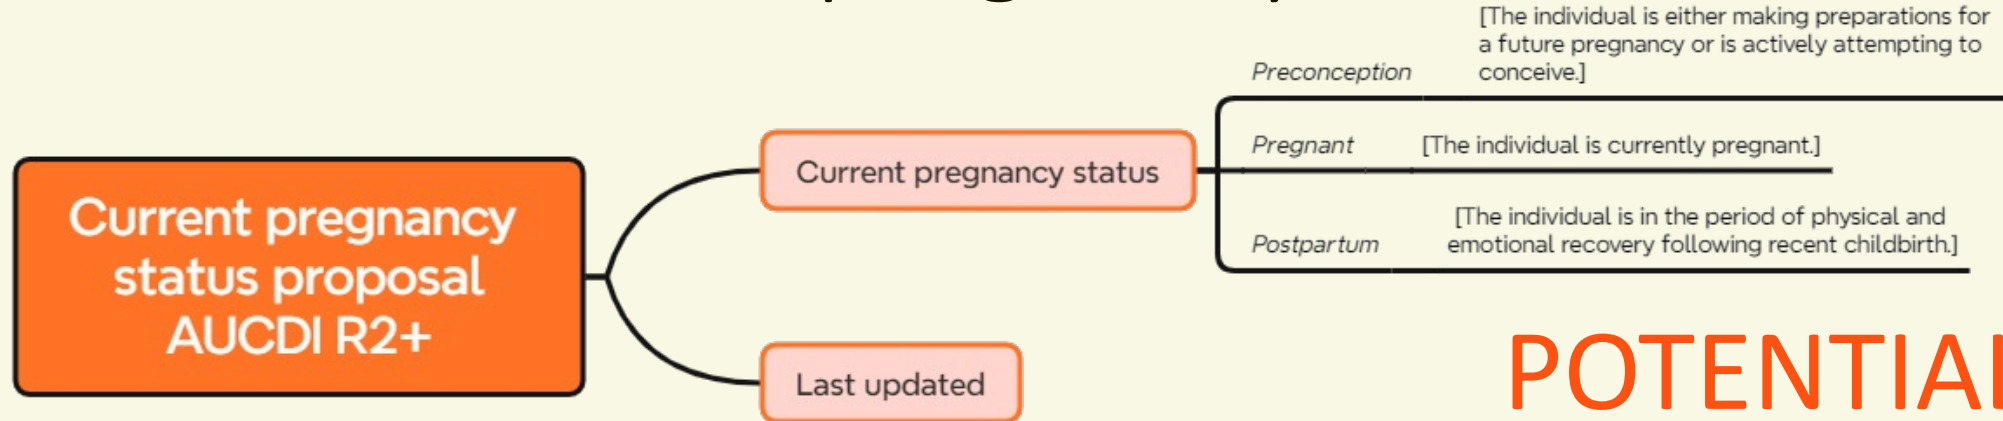 Current pregnancy
status proposal
AUCDI R2+
Current pregnancy status
Last updated
Preconception
[The individual is either making preparations for
a future pregnancy or is actively attempting to
conceive.]
Pregnant
[The individual is currently pregnant.]
Postpartum
[The individual is in the period of physical and
emotional recovery following recent childbirth.]
POTENTIAL